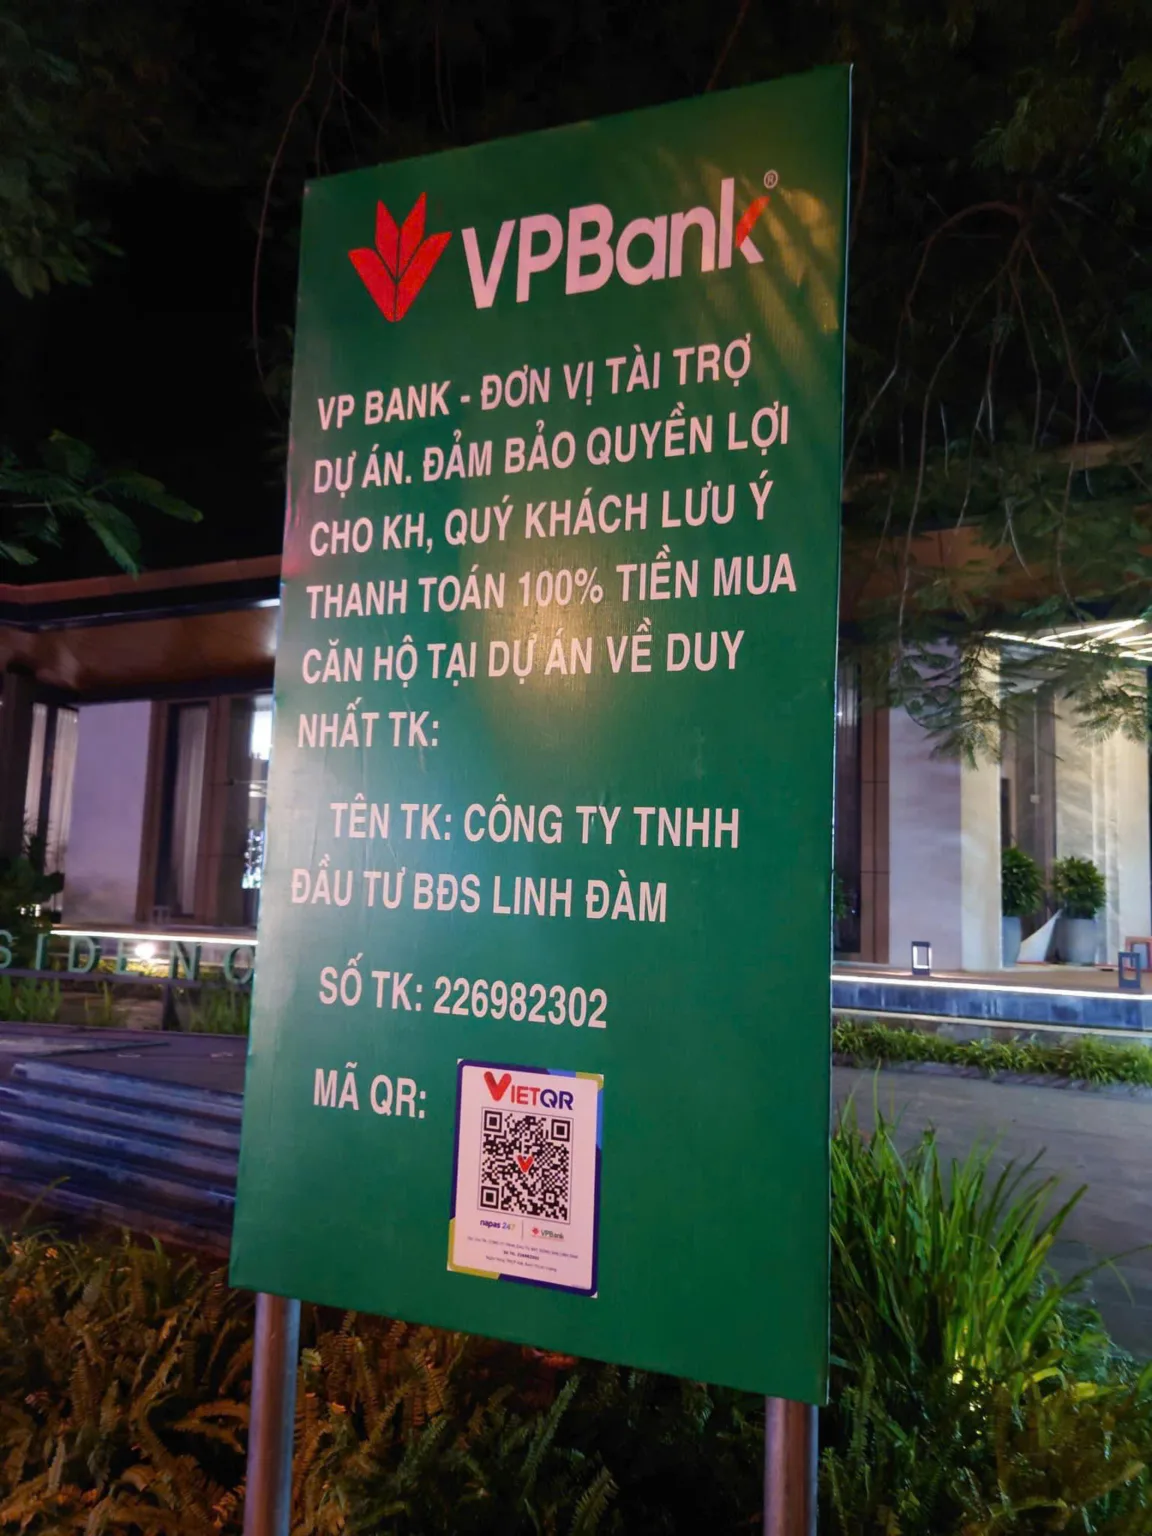 VPBank®
VP BANK - ĐƠN VỊ TÀI TRỢ
DỰ ÁN. ĐẢM BẢO QUYỀN LỢI
CHO KH, QUÝ KHÁCH LƯU Ý
THANH TOÁN 100% TIỀN MUA
CĂN HỘ TẠI DỰ ÁN VỀ DUY
NHẤT TK:
TÊN TK: CÔNG TY TNHH
ĐẦU TƯ BĐS LINH ĐÀM
SỐ TK: 226982302
MÃ QR:
VIETQR
napas 247 VPBank
SIDENC